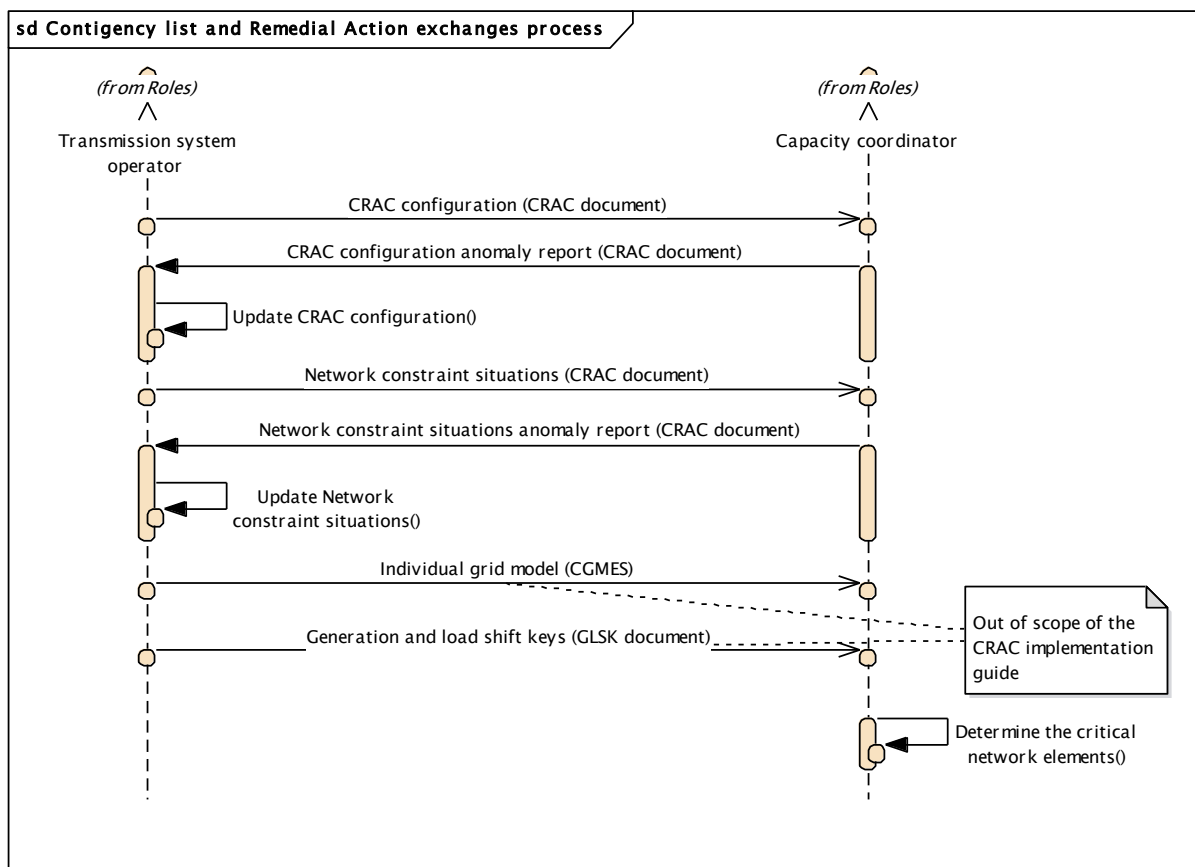 sd Contigency list and Remedial Action exchanges process
(from Roles)
(from Roles)
Transmission system
operator
Capacity coordinator
CRAC configuration (CRAC document)
CRAC configuration anomaly report (CRAC document)
Update CRAC configuration()
Network constraint situations (CRAC document)
Network constraint situations anomaly report (CRAC document)
Update Network
constraint situations()
Individual grid model (CGMES)
Out of scope of the
CRAC implementation
guide
Generation and load shift keys (GLSK document)
Determine the critical
network elements()